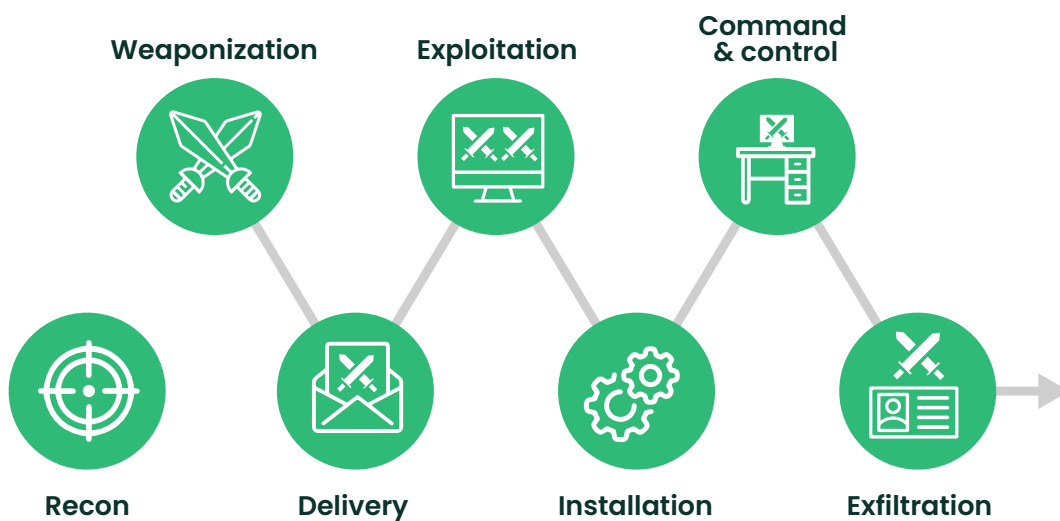 Command
& control
Weaponization
Exploitation
Recon
Delivery
Installation
Exfiltration